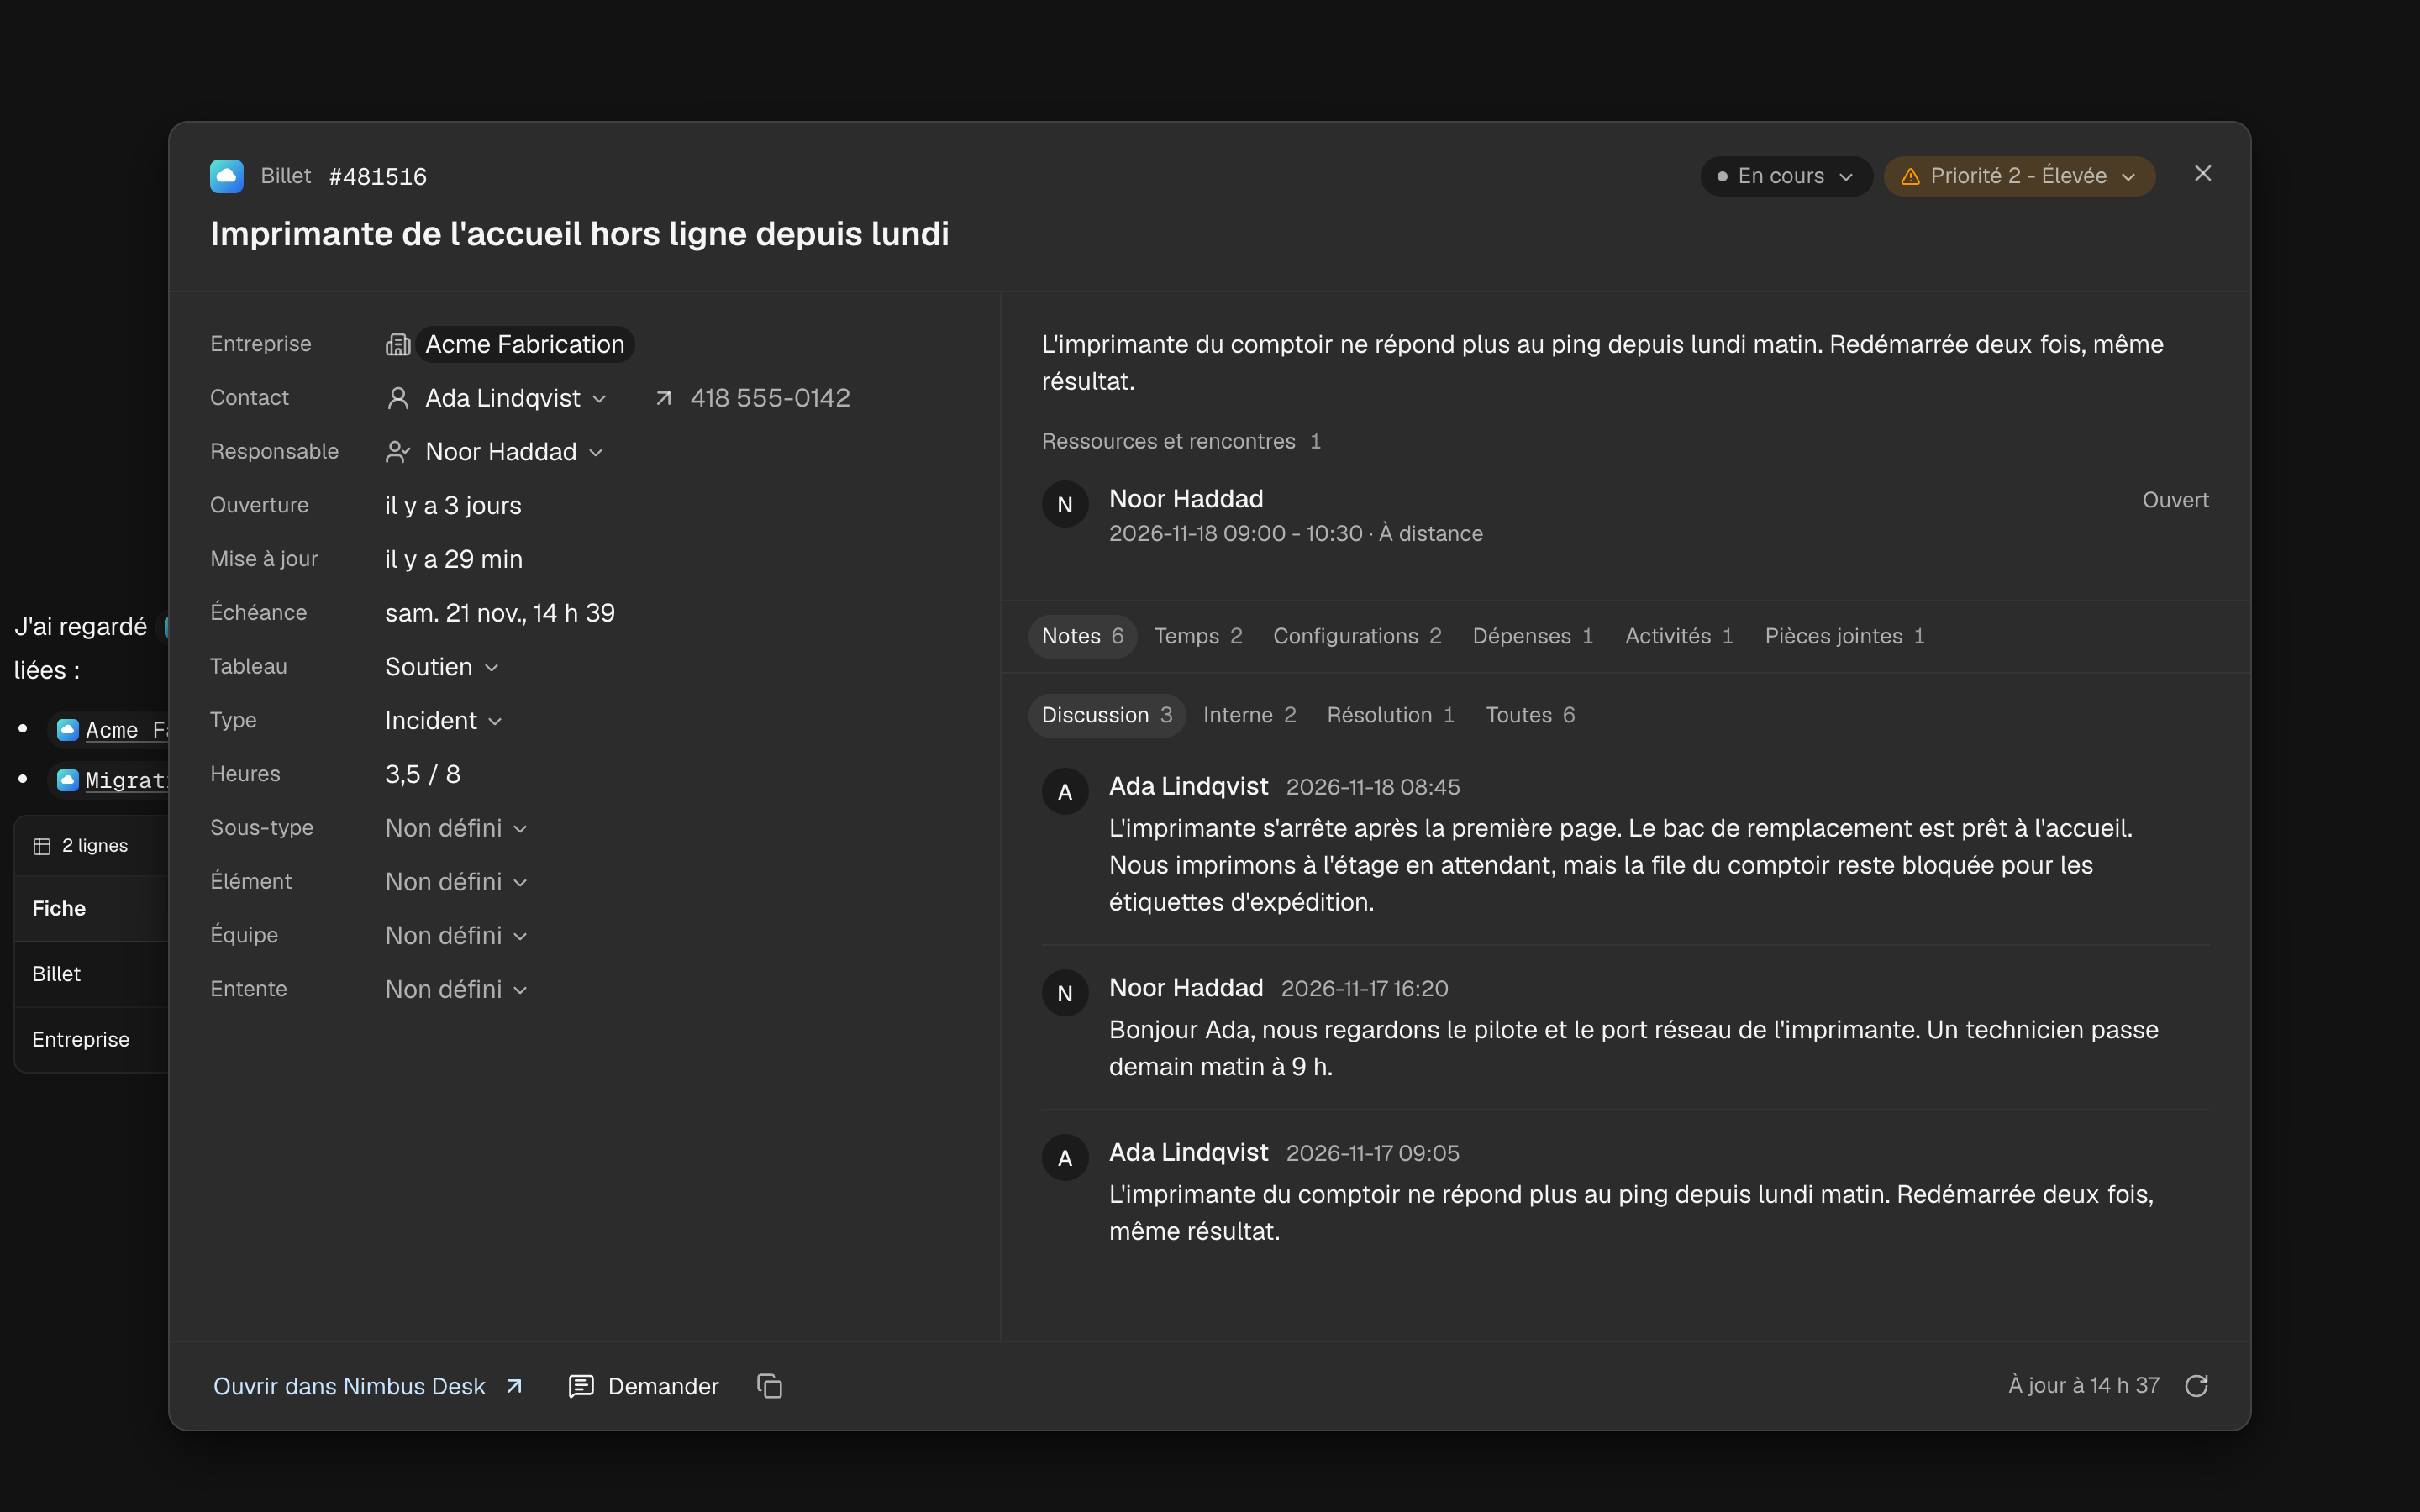 Billet #481516
En cours
Priorité 2 - Élevée
Imprimante de l'accueil hors ligne depuis lundi
Entreprise
Acme Fabrication
Contact
Ada Lindqvist
418 555-0142
Responsable
Noor Haddad
Ouverture
il y a 3 jours
Mise à jour
il y a 29 min
Échéance
sam. 21 nov., 14 h 39
Tableau
Soutien
Type
Incident
Heures
3,5 / 8
Sous-type
Non défini
Élément
Non défini
Équipe
Non défini
Entente
Non défini
L'imprimante du comptoir ne répond plus au ping depuis lundi matin. Redémarrée deux fois, même
résultat.
Ressources et rencontres 1
N
Noor Haddad
Ouvert
2026-11-18 09:00 - 10:30 · À distance
Notes 6
Temps 2
Configurations 2
Dépenses 1
Activités 1
Pièces jointes 1
Discussion 3
Interne 2
Résolution 1
Toutes 6
A
Ada Lindqvist 2026-11-18 08:45
L'imprimante s'arrête après la première page. Le bac de remplacement est prêt à l'accueil.
Nous imprimons à l'étage en attendant, mais la file du comptoir reste bloquée pour les
étiquettes d'expédition.
N
Noor Haddad 2026-11-17 16:20
Bonjour Ada, nous regardons le pilote et le port réseau de l'imprimante. Un technicien passe
demain matin à 9 h.
A
Ada Lindqvist 2026-11-17 09:05
L'imprimante du comptoir ne répond plus au ping depuis lundi matin. Redémarrée deux fois,
même résultat.
Ouvrir dans Nimbus Desk
Demander
À jour à 14 h 37
J'ai regardé
liées :
Acme
2 lignes
Fiche
Billet
Entreprise